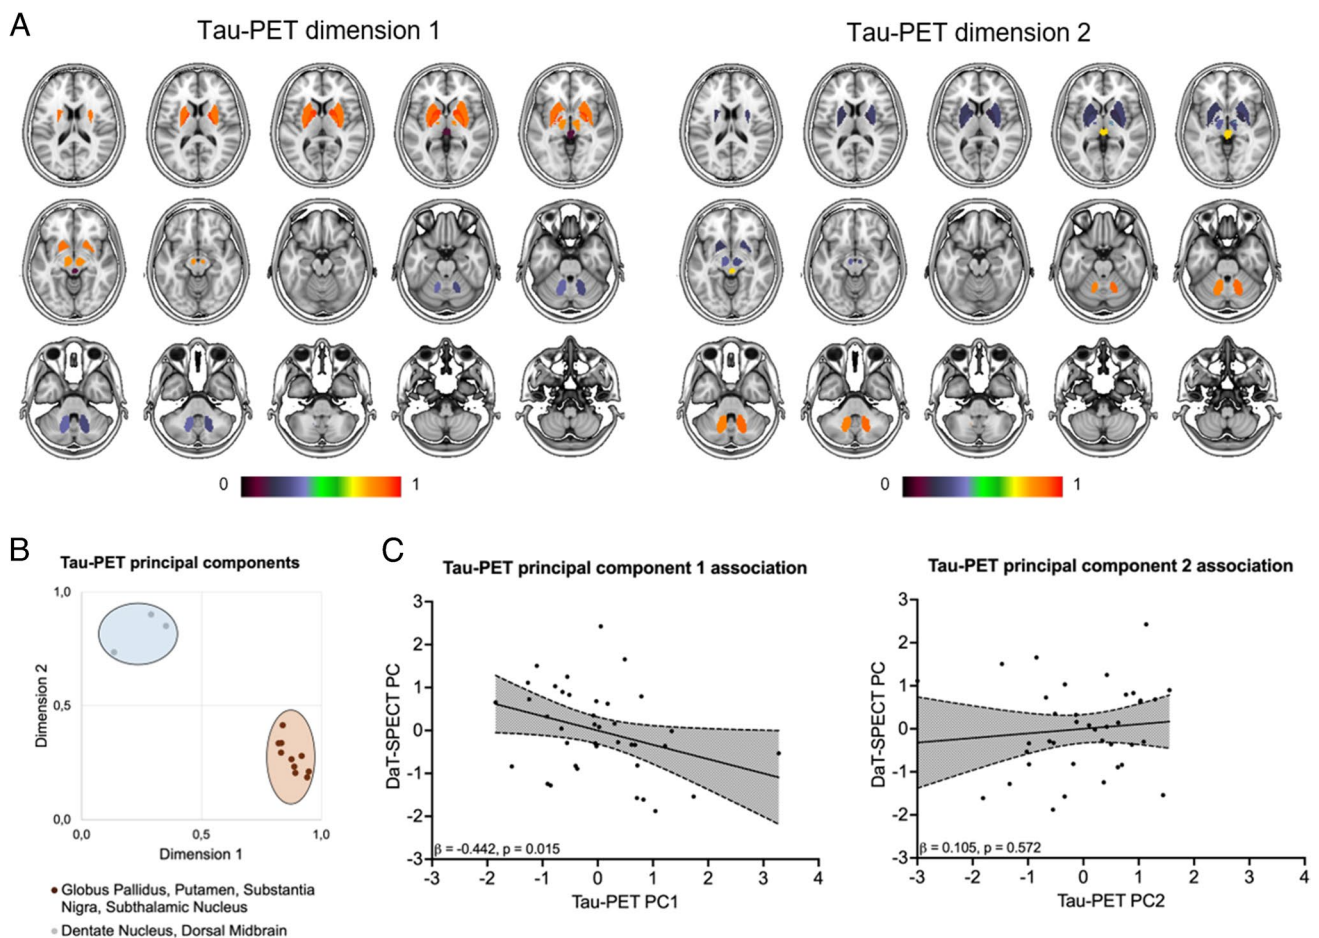 A
Tau-PET dimension 1
Tau-PET dimension 2
0
1
0
1
B
Tau-PET principal components
1,0
0,5
0,0
0,0
0,5
1,0
Dimension 2
Dimension 1
• Globus Pallidus, Putamen, Substantia
Nigra, Subthalamic Nucleus
• Dentate Nucleus, Dorsal Midbrain
C
Tau-PET principal component 1 association
3
2
1
0
-1
-2
-3
DaT-SPECT PC
β = -0.442, p = 0.015
-3
-2
-1
0
1
2
3
4
Tau-PET PC1
Tau-PET principal component 2 association
3
2
1
0
-1
-2
-3
DaT-SPECT PC
β = 0.105, p = 0.572
-3
-2
-1
0
1
2
3
4
Tau-PET PC2